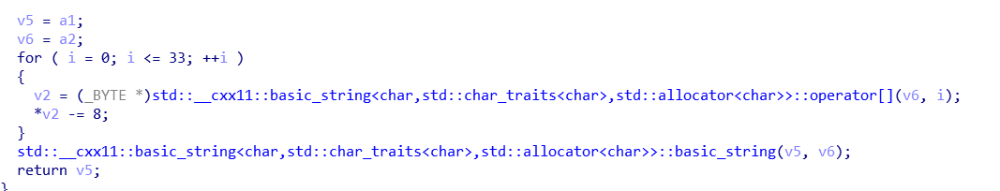 v5 = a1;
v6 = a2;
for ( i = 0; i <= 33; ++i )
{
v2 = (_BYTE *)std::__cxx11::basic_string<char,std::char_traits<char>,std::allocator<char>>::operator[](v6, i);
*v2 -= 8;
}
std::__cxx11::basic_string<char,std::char_traits<char>,std::allocator<char>>::basic_string(v5, v6);
return v5;
}